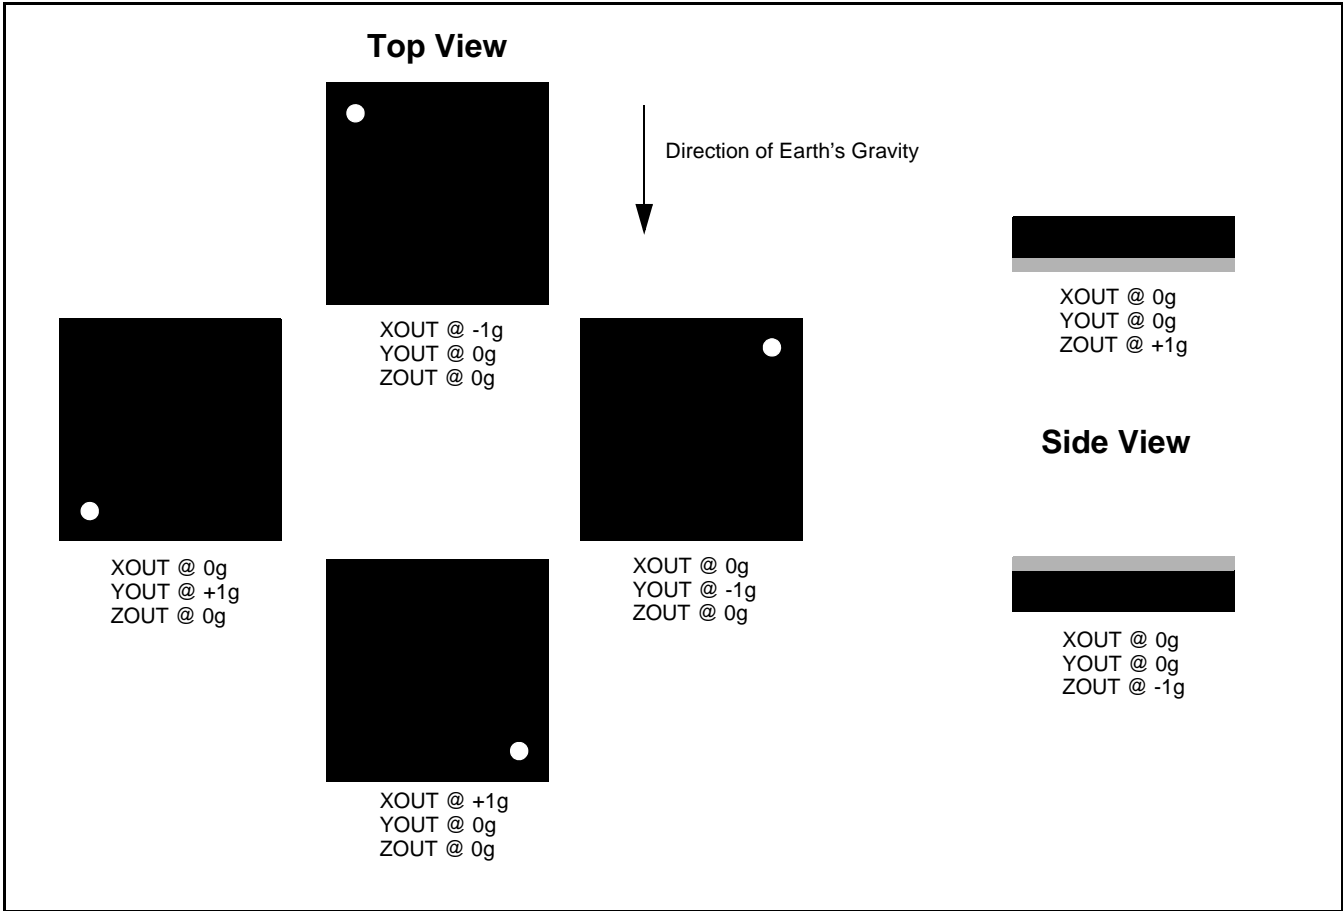 Top View
Direction of Earth's Gravity
XOUT @ -1g
YOUT @ 0g
ZOUT @ 0g
XOUT @ 0g
YOUT @ +1g
ZOUT @ 0g
XOUT @ 0g
YOUT @ -1g
ZOUT @ 0g
XOUT @ +1g
YOUT @ 0g
ZOUT @ 0g
XOUT @ 0g
YOUT @ 0g
ZOUT @ +1g
Side View
XOUT @ 0g
YOUT @ 0g
ZOUT @ -1g